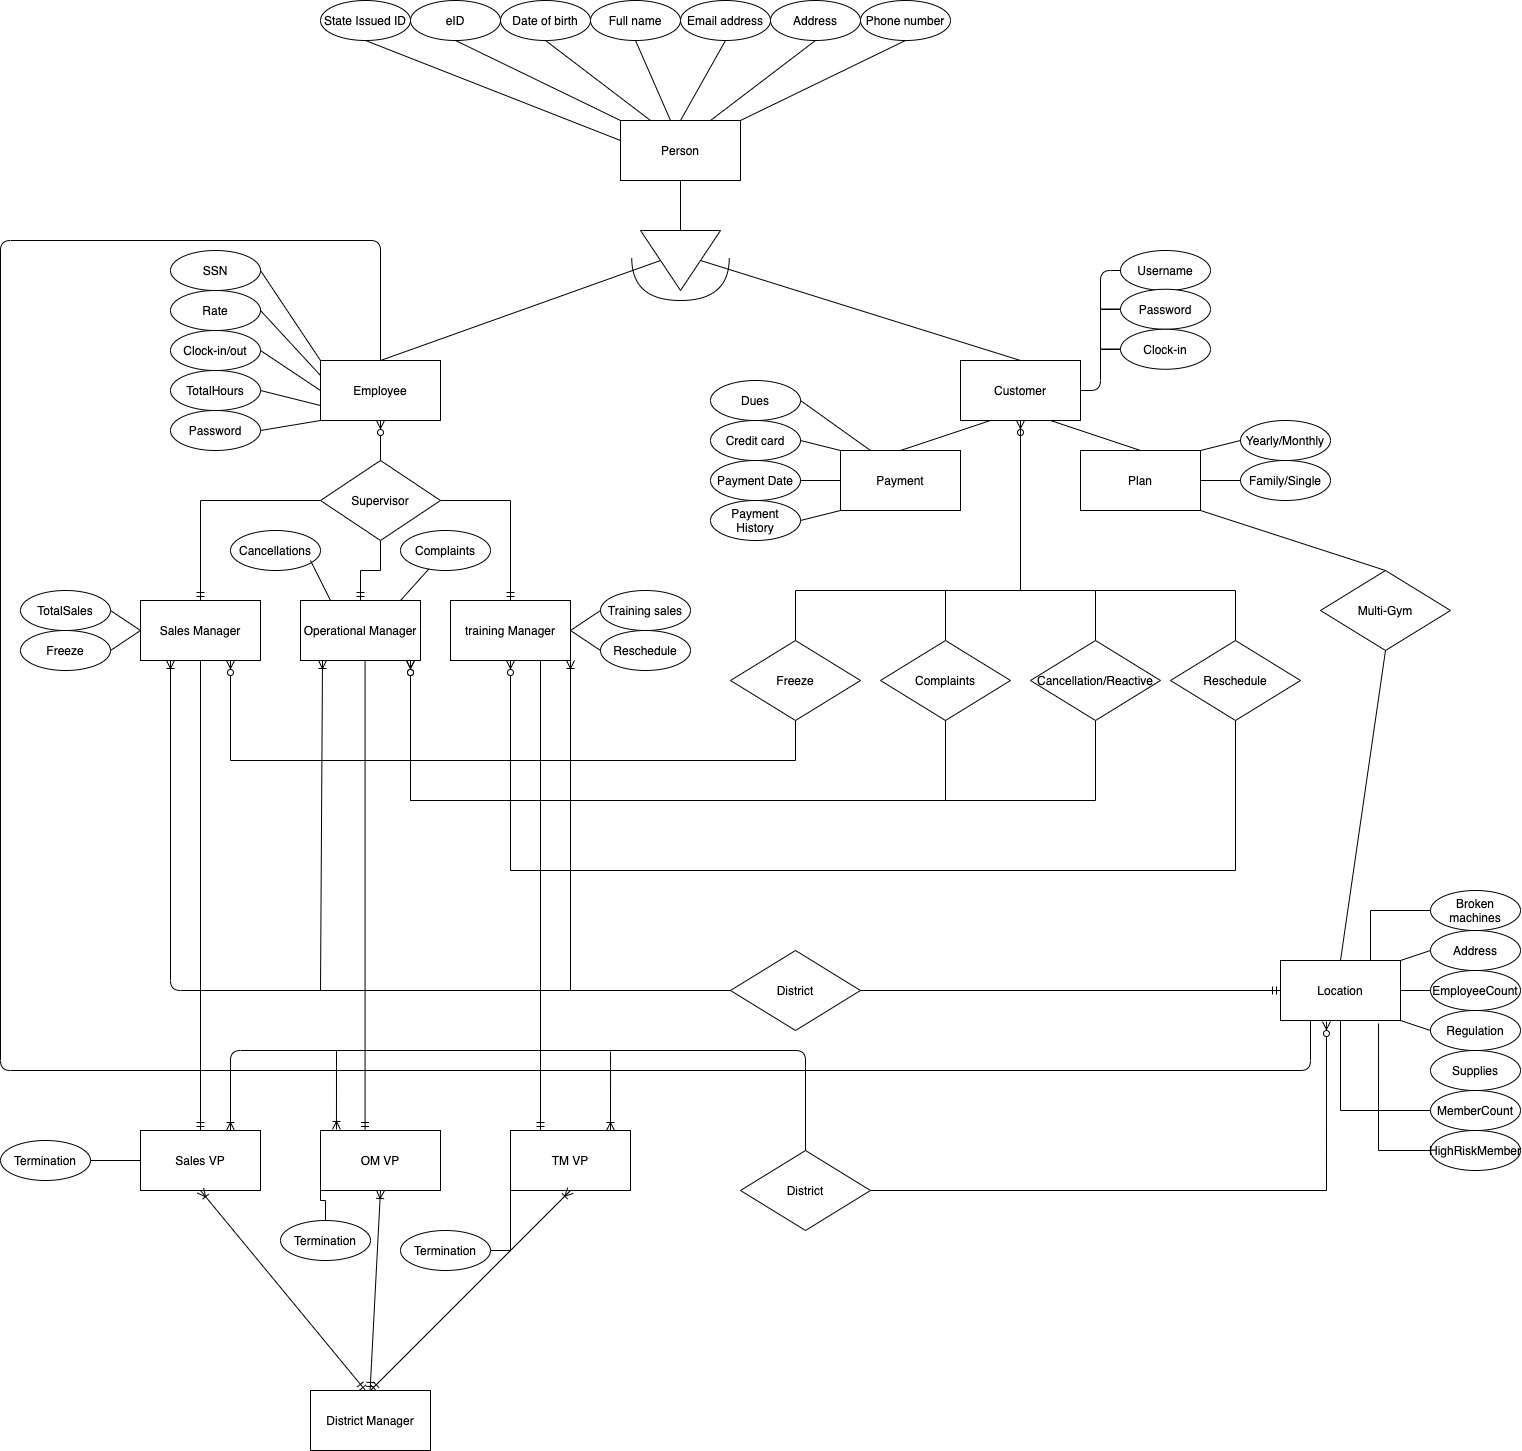 State Issued ID
eID
Date of birth
Full name
Email address
Address
Phone number
Person
SSN
Rate
Clock-in/out
TotalHours
Password
Employee
Username
Password
Clock-in
Customer
Dues
Credit card
Payment Date
Payment
History
Payment
Plan
Yearly/Monthly
Family/Single
Supervisor
Cancellations
Complaints
TotalSales
Freeze
Sales Manager
Operational Manager
training Manager
Training sales
Reschedule
Multi-Gym
Freeze
Complaints
Cancellation/Reactive
Reschedule
District
Location
Broken
machines
Address
EmployeeCount
Regulation
Supplies
MemberCount
HighRiskMember
Termination
Sales VP
OM VP
TM VP
District
Termination
Termination
District Manager